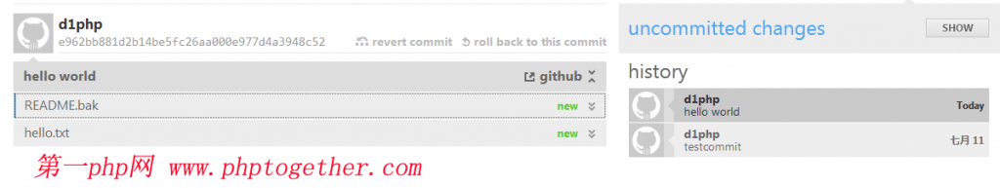 d1php
e962bb881d2b14be5fc26aa000e977d4a3948c52
revert commit
roll back to this commit
hello world
github
README.bak
new
hello.txt
new
第一php网 www.phptogether.com
uncommitted changes
SHOW
history
d1php
Today
hello world
d1php
七月 11
testcommit